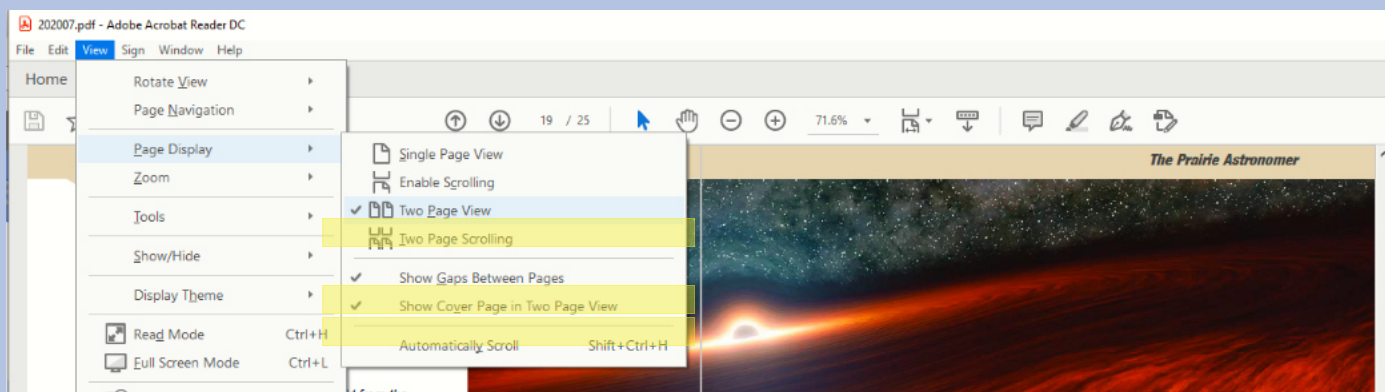 202007.pdf - Adobe Acrobat Reader DC
File Edit View Sign Window Help
Home
Rotate View
Page Navigation
19 / 25
71.6%
Page Display
Single Page View
The Prairie Astronomer
Zoom
Enable Scrolling
Two Page View
Tools
Two Page Scrolling
Show/Hide
Show Gaps Between Pages
Display Theme
Show Cover Page in Two Page View
Read Mode Ctrl+H
Automatically Scroll Shift+Ctrl+H
Full Screen Mode Ctrl+L